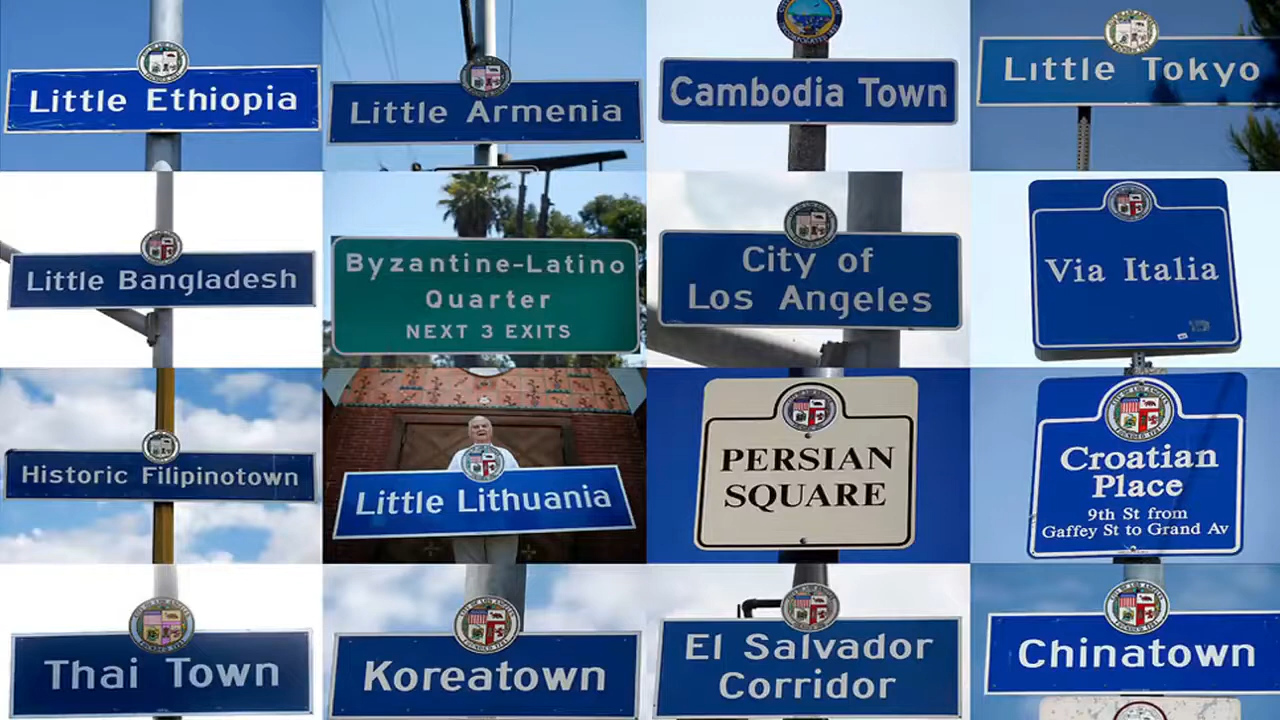 Little Ethiopia
Little Armenia
Cambodia Town
Little Tokyo
Little Bangladesh
Byzantine-Latino
Quarter
NEXT 3 EXITS
City of
Los Angeles
Via Italia
Historic Filipinotown
Little Lithuania
PERSIAN
SQUARE
Croatian
Place
9th St from
Gaffey St to Grand Av
Thai Town
Koreatown
El Salvador
Corridor
Chinatown